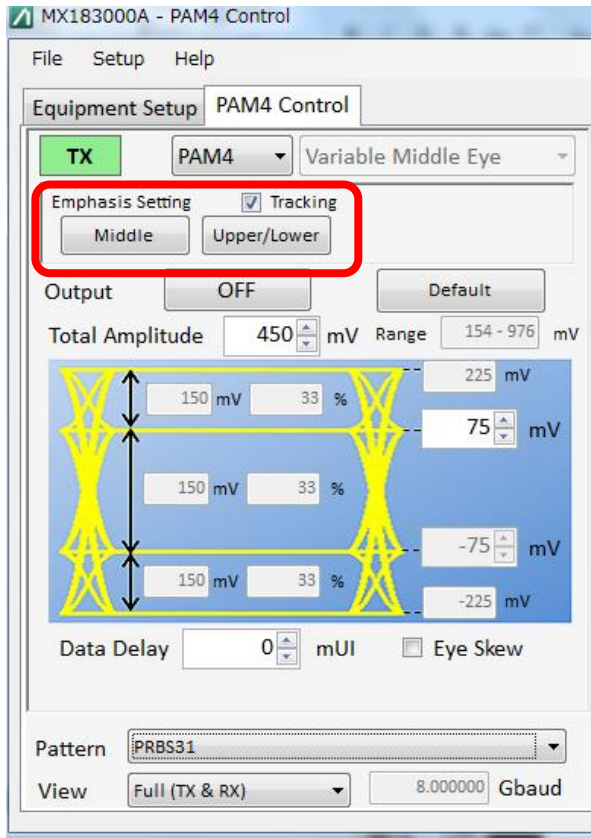 MX183000A - PAM4 Control
File Setup Help
Equipment Setup PAM4 Control
TX PAM4 Variable Middle Eye
Emphasis Setting Tracking
Middle Upper/Lower
Output OFF Default
Total Amplitude 450 mV Range 154 - 976 mV
225 mV
150 mV 33 %
75 mV
150 mV 33 %
-75 mV
150 mV 33 %
-225 mV
Data Delay 0 mUI Eye Skew
Pattern PRBS31
View Full (TX & RX) 8.000000 Gbaud